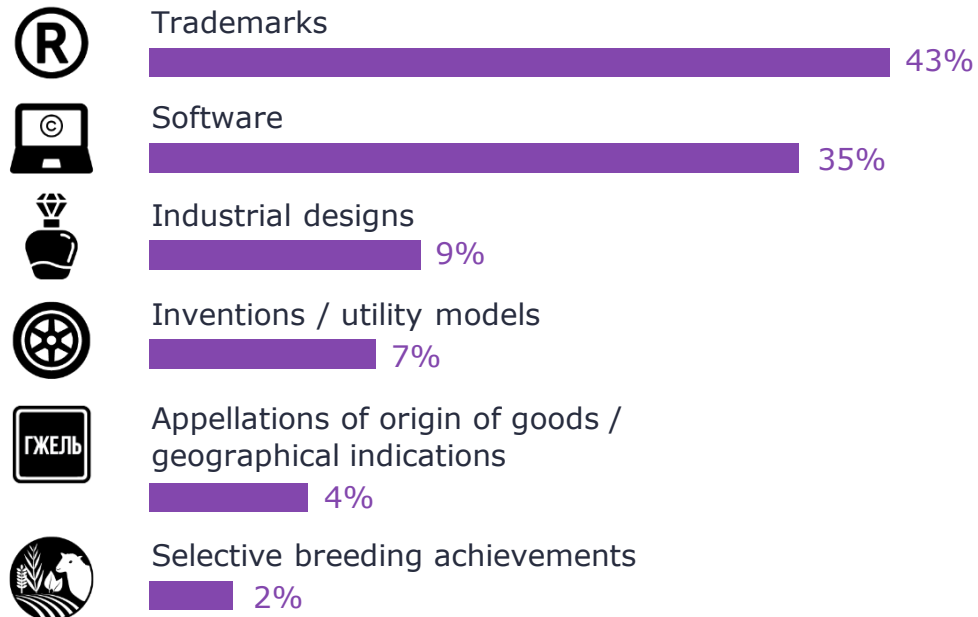 ®
Trademarks
43%
©
Software
35%
Industrial designs
9%
Inventions / utility models
7%
ГЖЕЛЬ
Appellations of origin of goods /
geographical indications
4%
Selective breeding achievements
2%